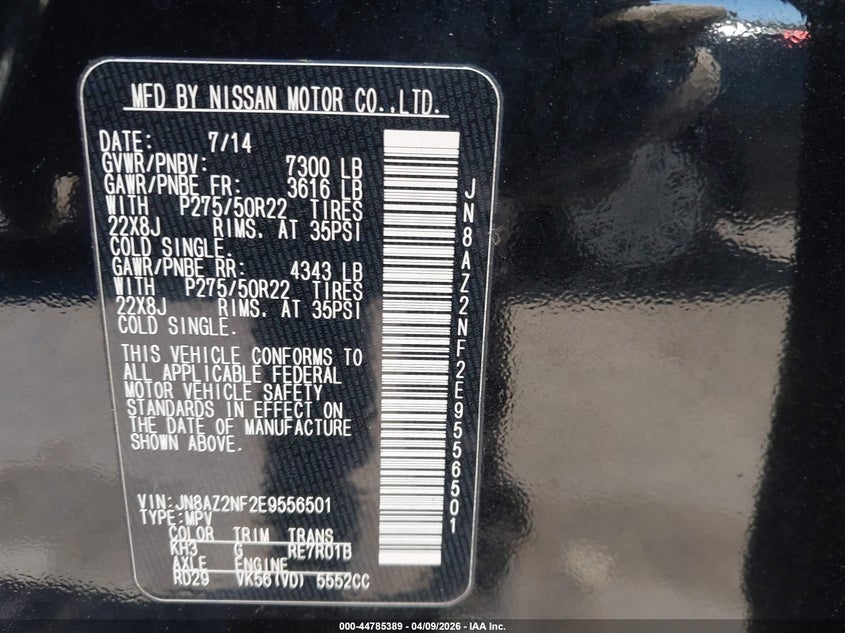 MFD BY NISSAN MOTOR CO.,LTD.
DATE: 7/14
GVWR/PNBV: 7300 LB
GAWR/PNBE FR: 3616 LB
WITH P275/50R22 TIRES
22X8J RIMS. AT 35PSI
COLD SINGLE.
GAWR/PNBE RR: 4343 LB
WITH P275/50R22 TIRES
22X8J RIMS. AT 35PSI
COLD SINGLE.
THIS VEHICLE CONFORMS TO
ALL APPLICABLE FEDERAL
MOTOR VEHICLE SAFETY
STANDARDS IN EFFECT ON
THE DATE OF MANUFACTURE
SHOWN ABOVE.
VIN:JN8AZ2NF2E9556501
TYPE:MPV
COLOR TRIM TRANS
KH3 G RE7R01B
AXLE ENGINE
RD29 VK56(VD) 5552CC
JN8AZ2NF2E9556501
000-44785389 - 04/09/2026 - IAA Inc.